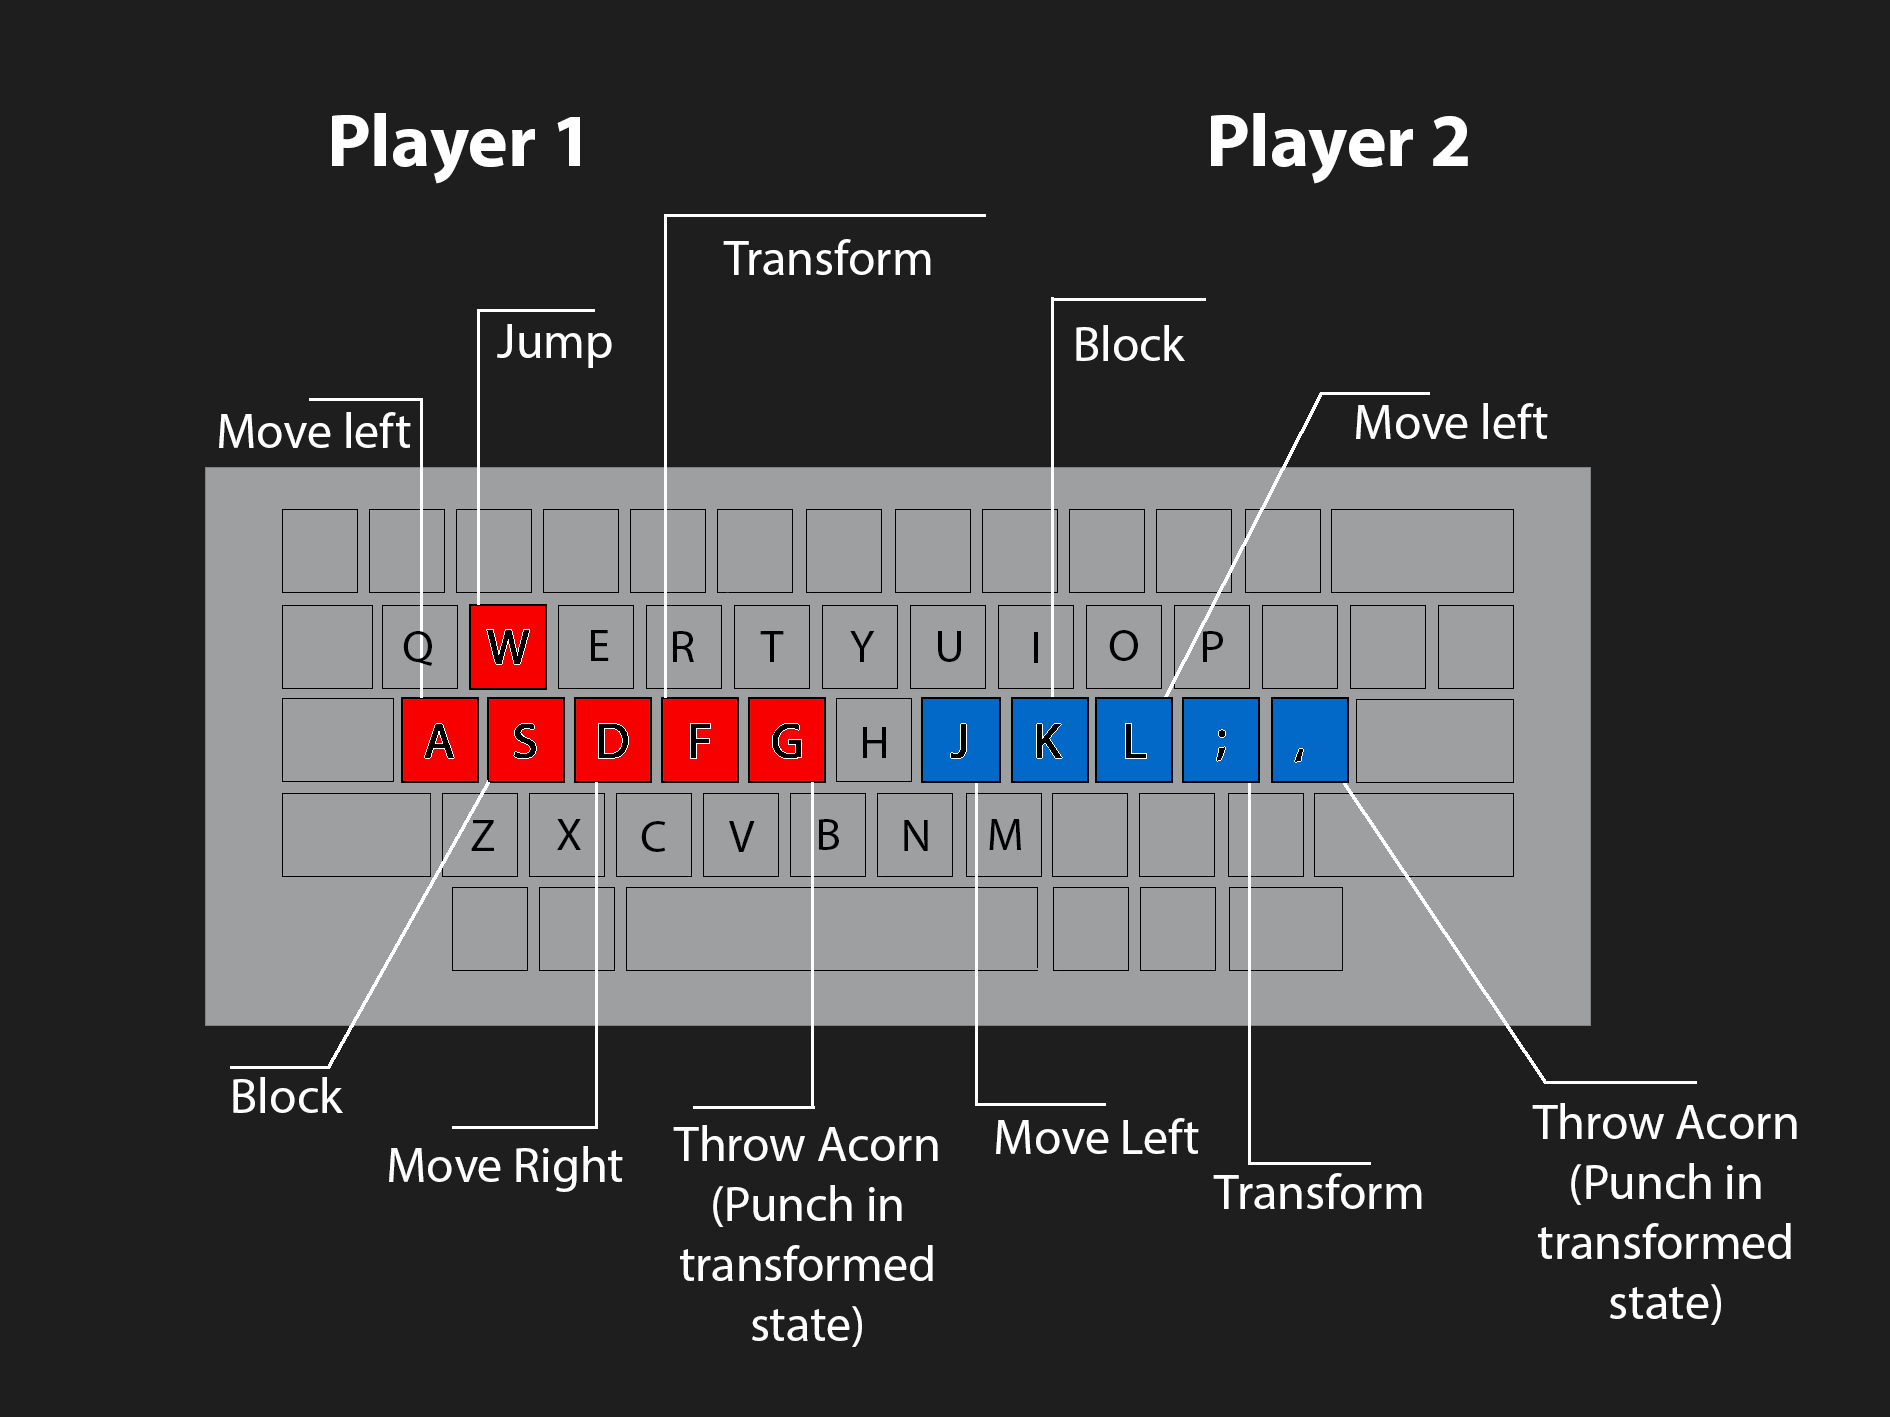 Player 1
Player 2
Transform
Jump
Block
Move left
Move left
Q W E R T Y U I O P
A S D F G H J K L ; ,
Z X C V B N M
Block
Move Right
Throw Acorn
(Punch in
transformed
state)
Move Left
Transform
Throw Acorn
(Punch in
transformed
state)